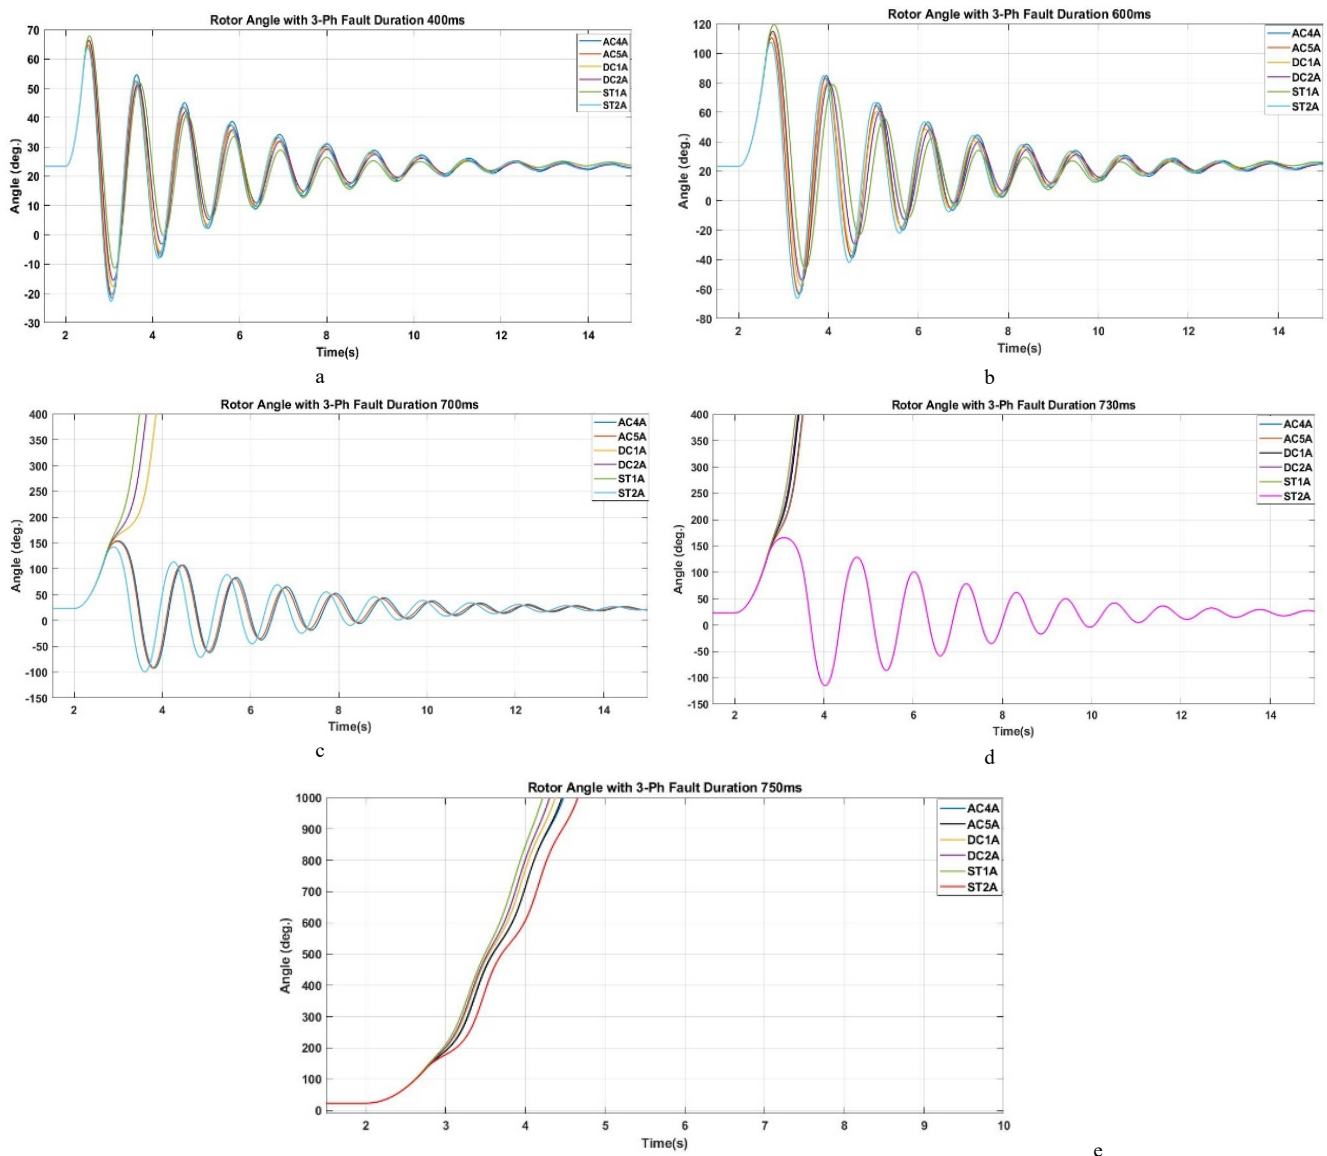 Rotor Angle with 3-Ph Fault Duration 400ms
70
60
50
40
30
20
10
0
-10
-20
-30
Angle (deg.)
AC4A
AC5A
DC1A
DC2A
ST1A
ST2A
2 4 6 8 10 12 14
Time(s)
a
Rotor Angle with 3-Ph Fault Duration 600ms
120
100
80
60
40
20
0
-20
-40
-60
-80
Angle (deg.)
AC4A
AC5A
DC1A
DC2A
ST1A
ST2A
2 4 6 8 10 12 14
Time(s)
b
Rotor Angle with 3-Ph Fault Duration 700ms
400
350
300
250
200
150
100
50
0
-50
-100
-150
Angle (deg.)
AC4A
AC5A
DC1A
DC2A
ST1A
ST2A
2 4 6 8 10 12 14
Time(s)
c
Rotor Angle with 3-Ph Fault Duration 730ms
400
350
300
250
200
150
100
50
0
-50
-100
-150
Angle (deg.)
AC4A
AC5A
DC1A
DC2A
ST1A
ST2A
2 4 6 8 10 12 14
Time(s)
d
Rotor Angle with 3-Ph Fault Duration 750ms
1000
900
800
700
600
500
400
300
200
100
0
Angle (deg.)
AC4A
AC5A
DC1A
DC2A
ST1A
ST2A
2 3 4 5 6 7 8 9 10
Time(s)
e